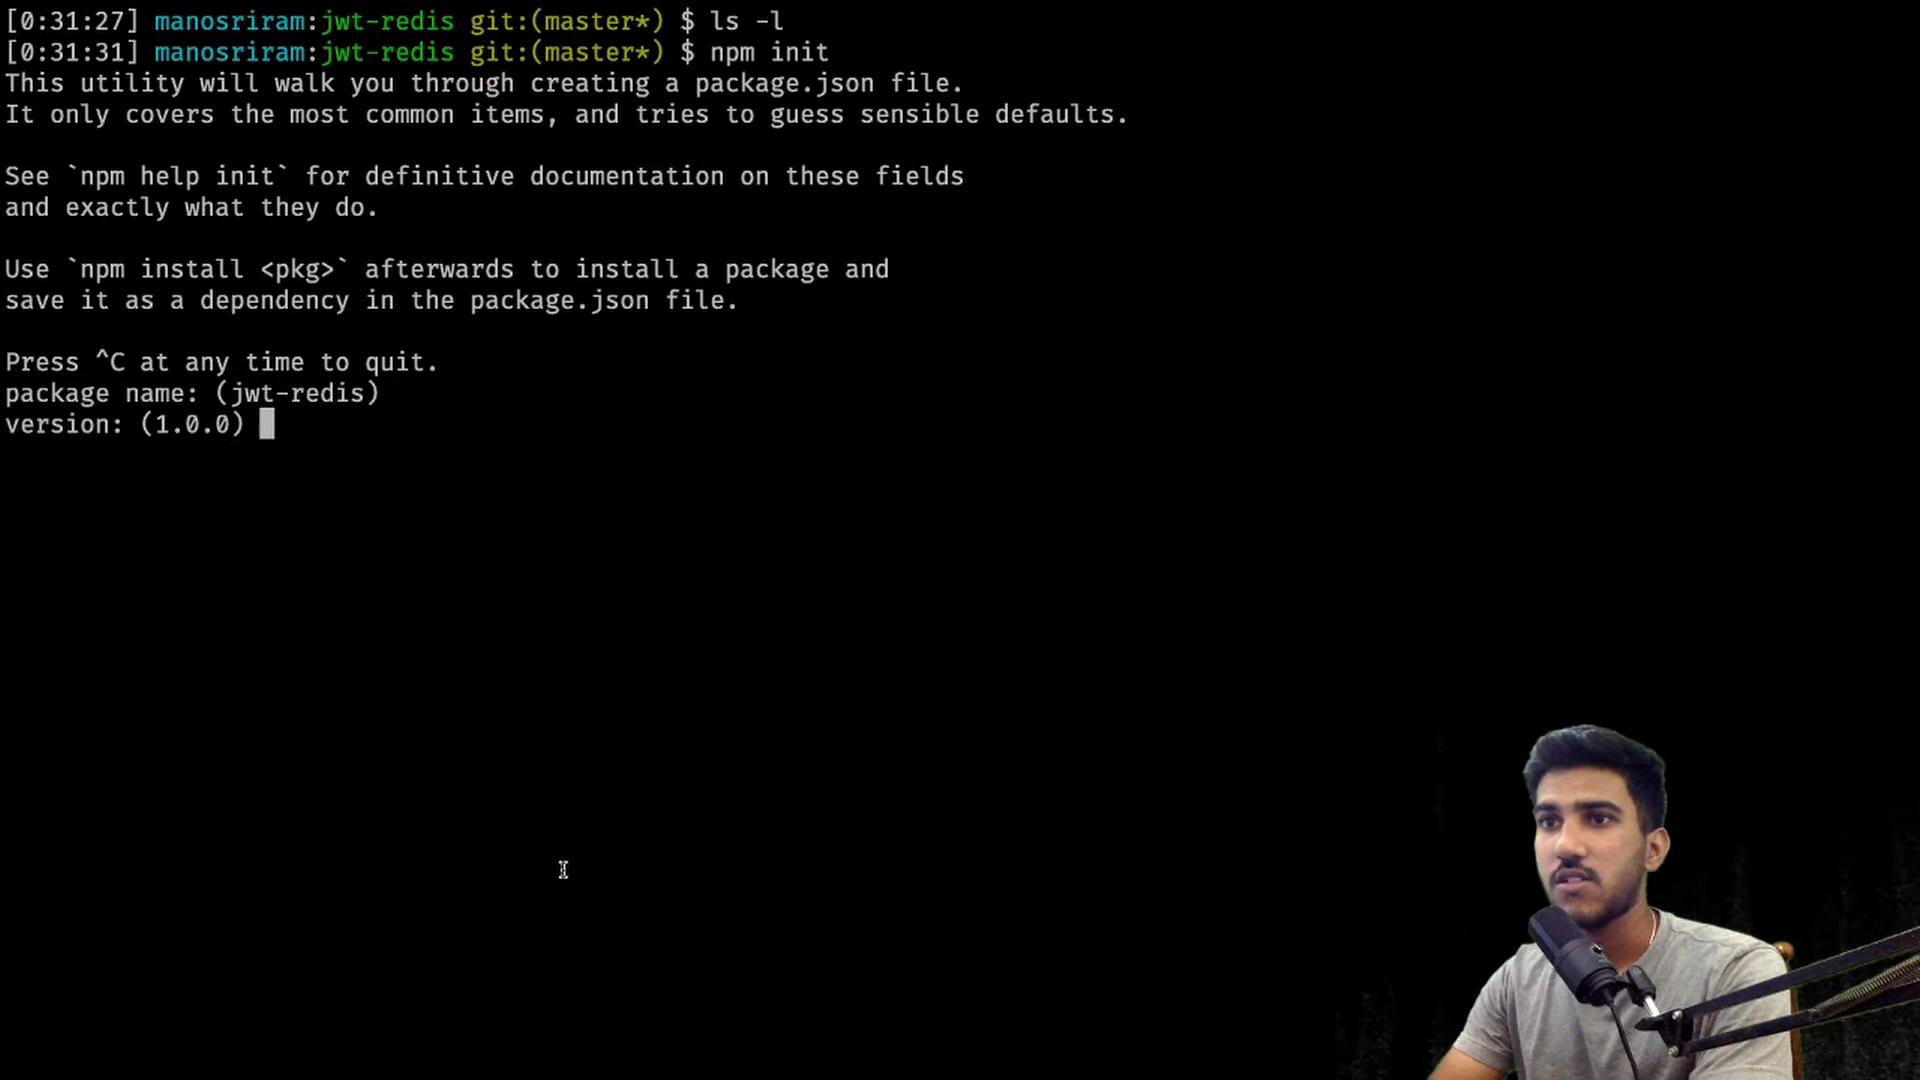 [0:31:27] manosriram:jwt-redis git:(master*) $ ls -l
[0:31:31] manosriram:jwt-redis git:(master*) $ npm init
This utility will walk you through creating a package.json file.
It only covers the most common items, and tries to guess sensible defaults.
See `npm help init` for definitive documentation on these fields
and exactly what they do.
Use `npm install <pkg>` afterwards to install a package and
save it as a dependency in the package.json file.
Press ^C at any time to quit.
package name: (jwt-redis)
version: (1.0.0)